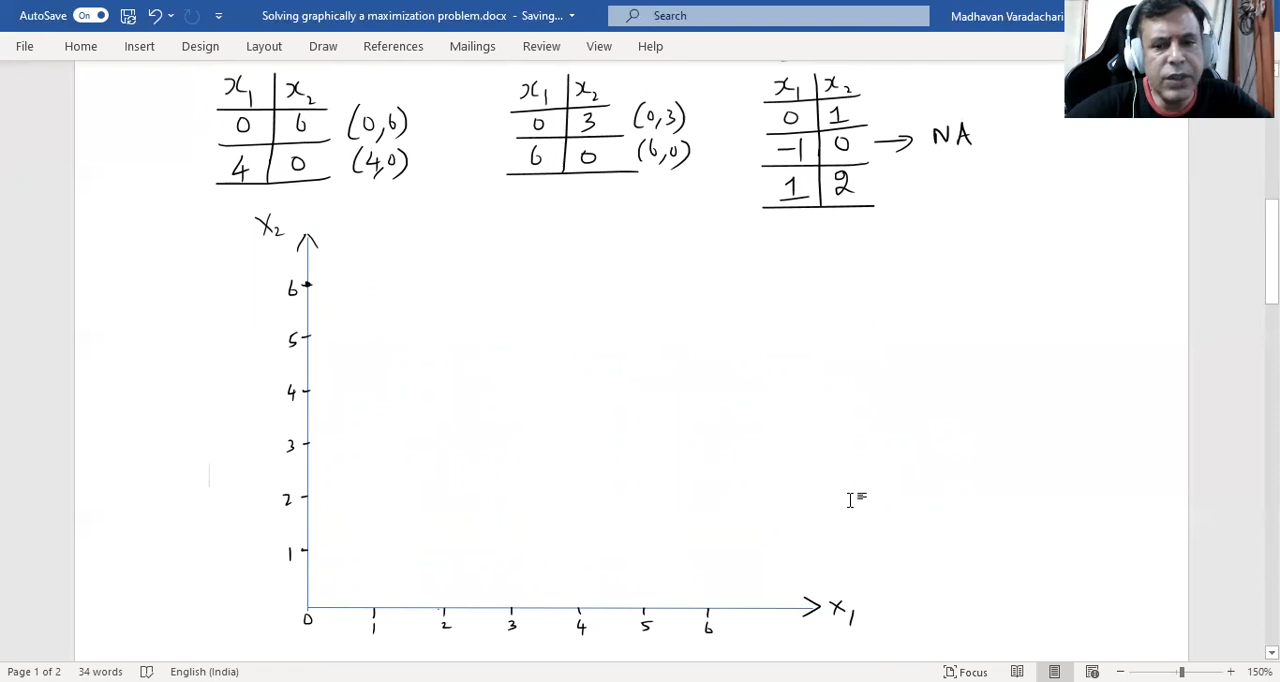 AutoSave On Solving graphically a maximization problem.docx - Saving... Search Madhavan Varadachari
File Home Insert Design Layout Draw References Mailings Review View Help
x₁ x₂
0 6 (0,6)
4 0 (4,0)
x₁ x₂
0 3 (0,3)
6 0 (6,0)
x₁ x₂
0 1
-1 0 → NA
1 2
X₂
6
5
4
3
2
1
0 1 2 3 4 5 6 X₁
Page 1 of 2 34 words English (India) Focus 150%